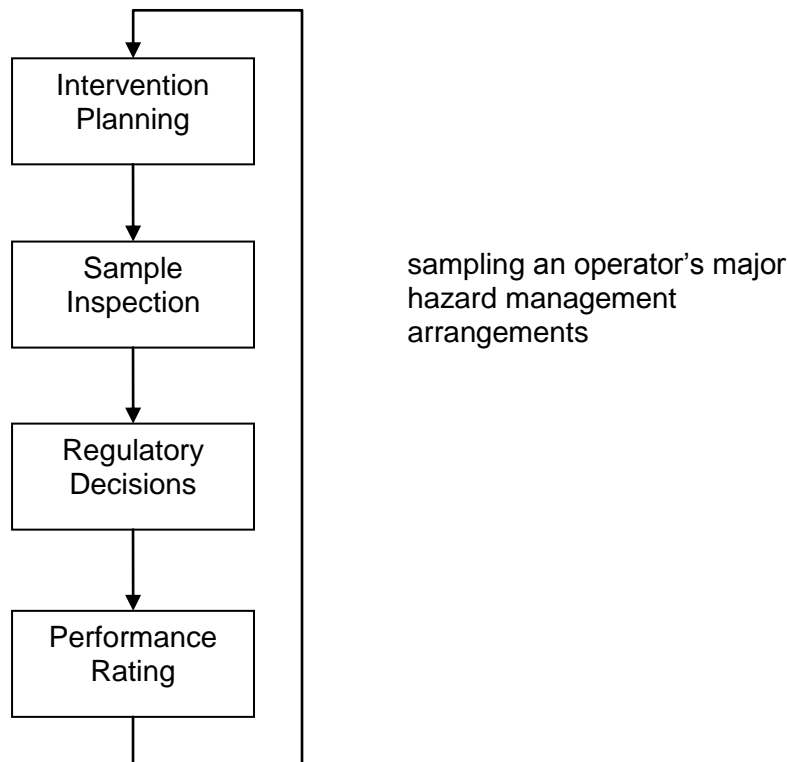 Intervention
Planning
Sample
Inspection
sampling an operator’s major
hazard management
arrangements
Regulatory
Decisions
Performance
Rating